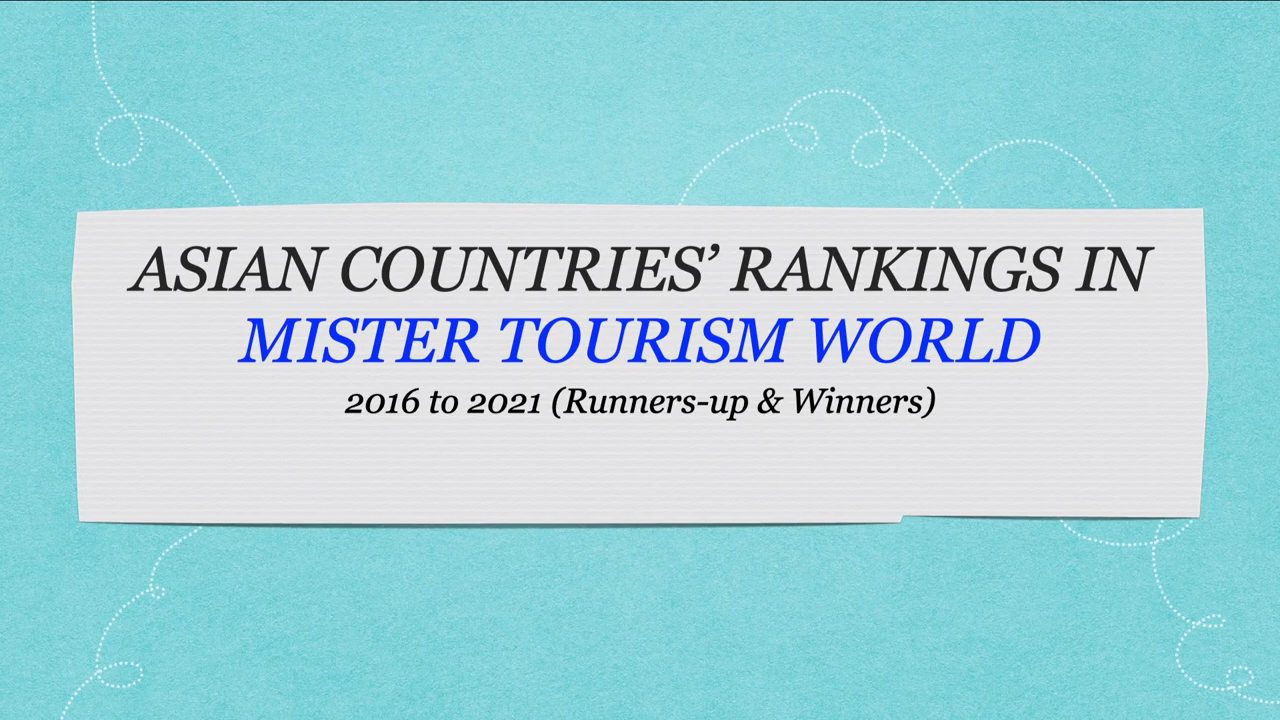 ASIAN COUNTRIES’ RANKINGS IN
MISTER TOURISM WORLD
2016 to 2021 (Runners-up & Winners)